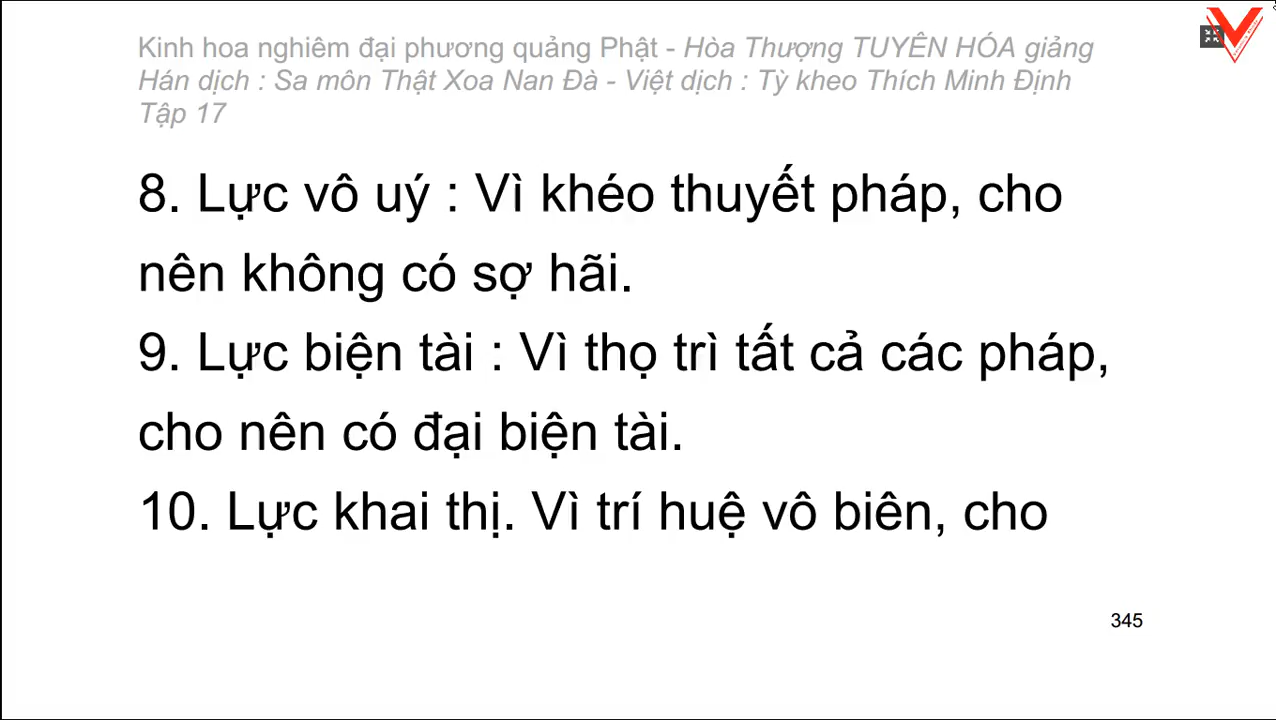 Kinh hoa nghiêm đại phương quảng Phật - Hòa Thượng TUYÊN HÓA giảng
Hán dịch : Sa môn Thật Xoa Nan Đà - Việt dịch : Tỳ kheo Thích Minh Định
Tập 17
8. Lực vô uý : Vì khéo thuyết pháp, cho
nên không có sợ hãi.
9. Lực biện tài : Vì thọ trì tất cả các pháp,
cho nên có đại biện tài.
10. Lực khai thị. Vì trí huệ vô biên, cho
345